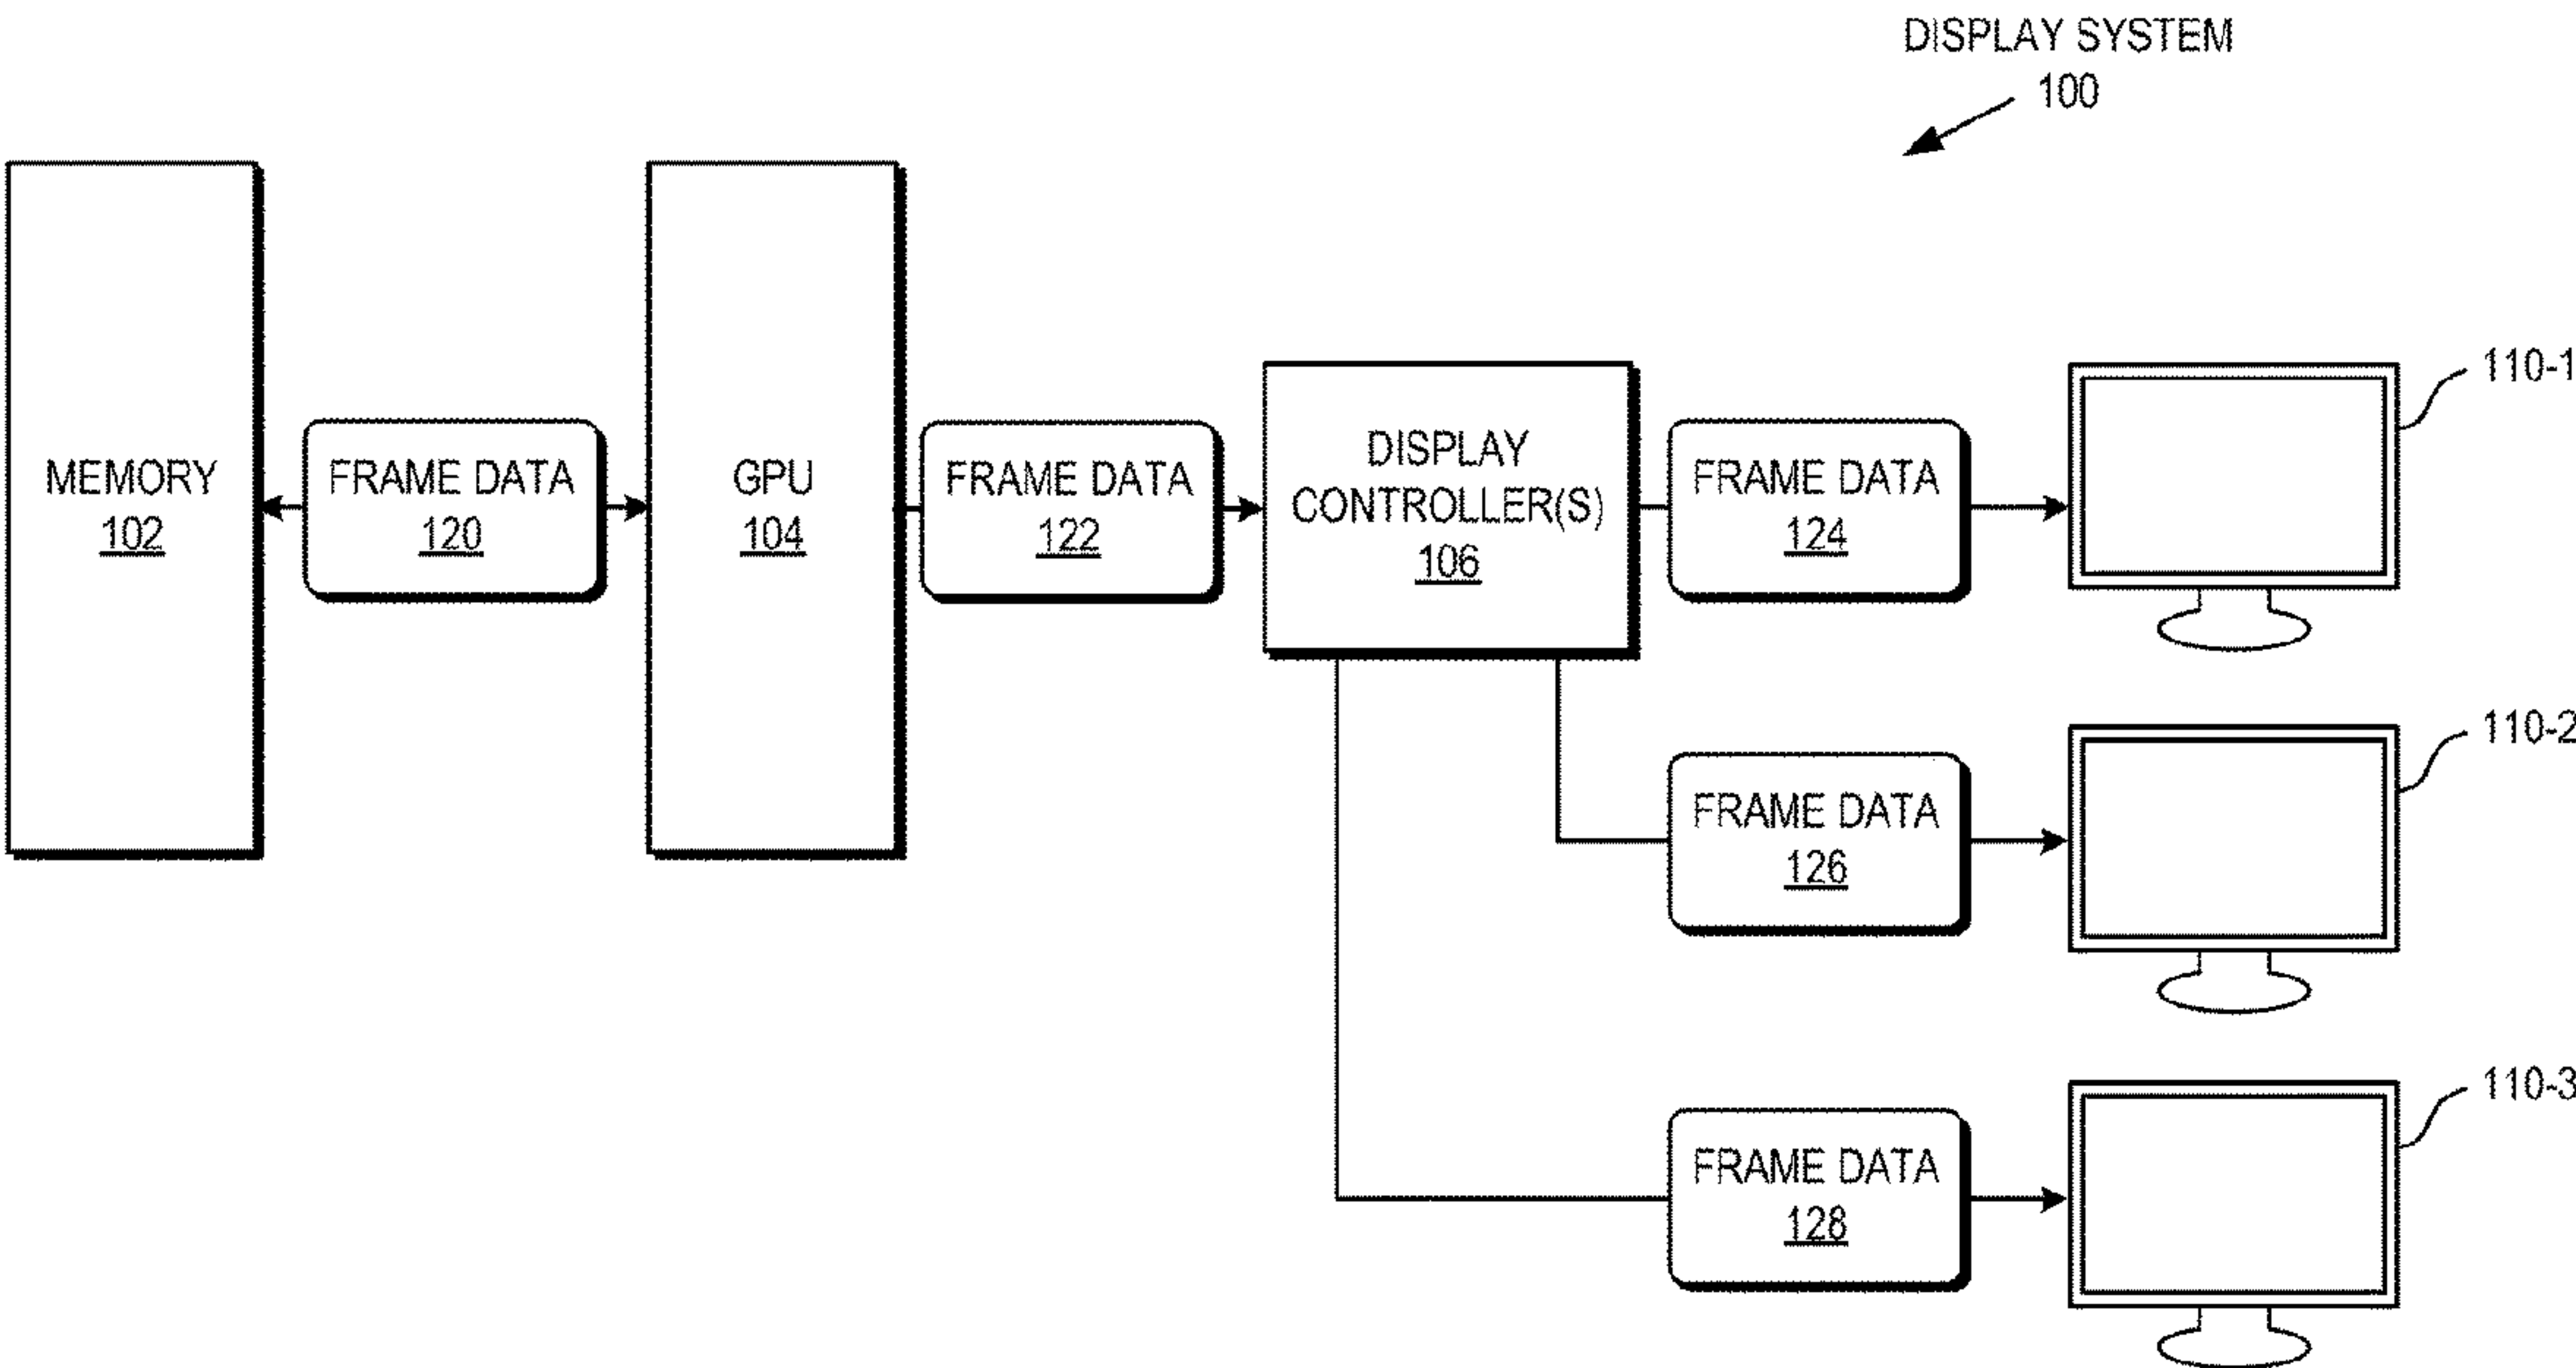 DISPLAY SYSTEM
100
MEMORY
102
FRAME DATA
120
GPU
104
FRAME DATA
122
DISPLAY
CONTROLLER(S)
106
FRAME DATA
124
110-1
FRAME DATA
126
110-2
FRAME DATA
128
110-3